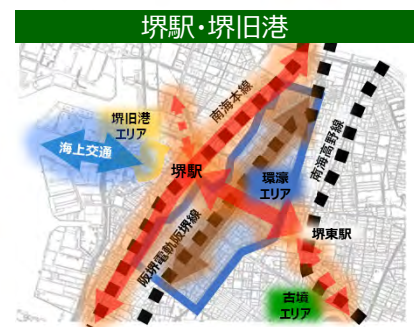 堺駅・堺旧港
南海本線
堺旧港
エリア
海上交通
南海高野線
堺駅
環濠
エリア
阪堺電軌阪堺線
堺東駅
古墳
エリア